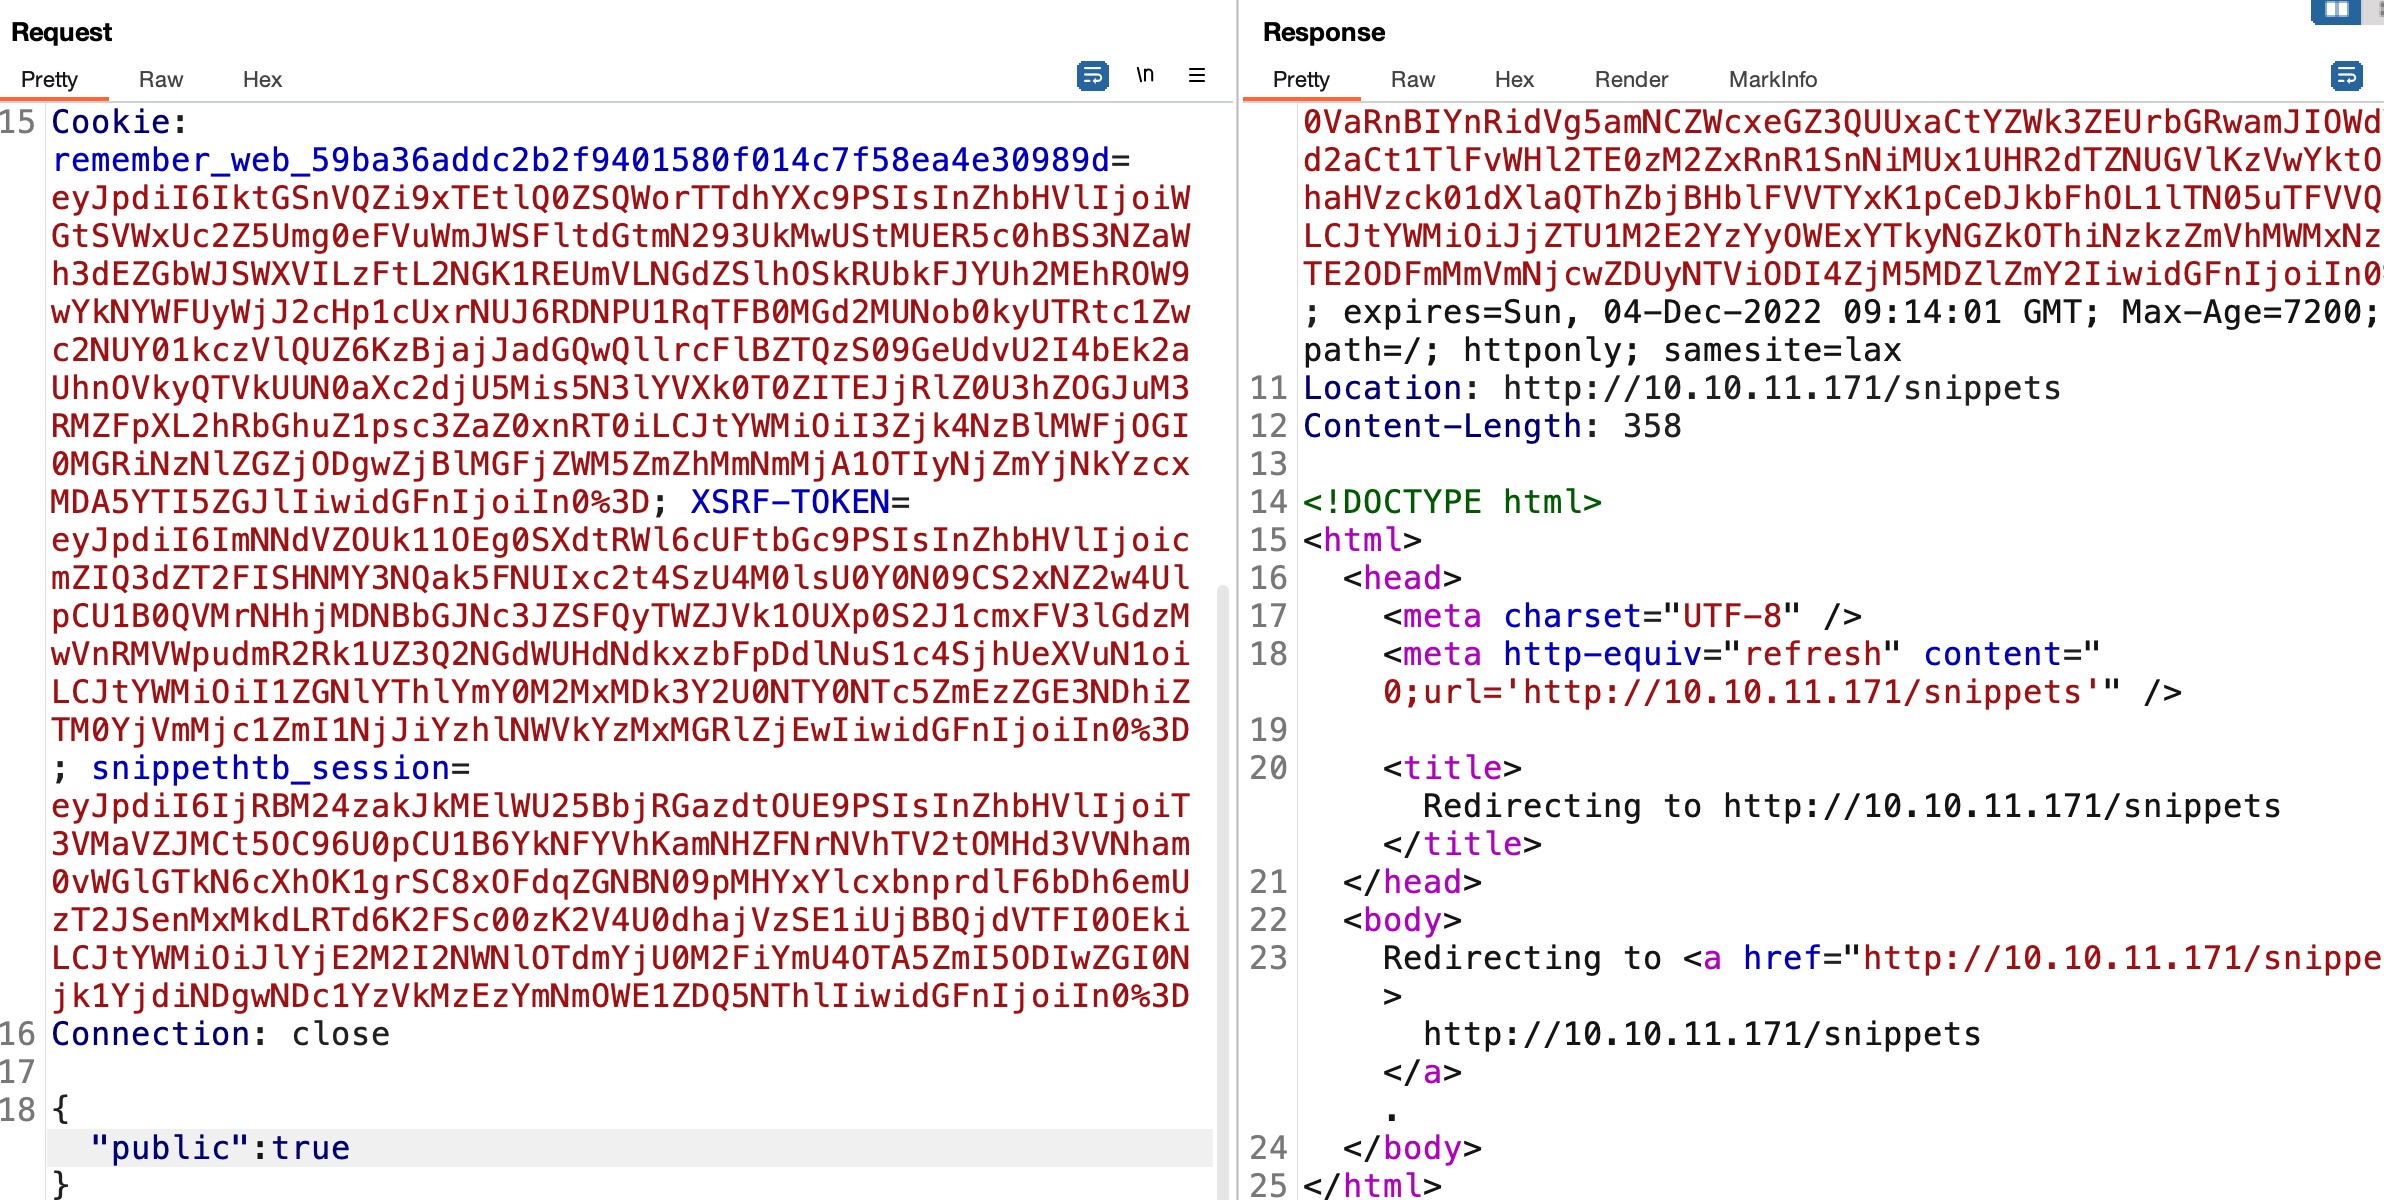 Request
Pretty Raw Hex \n
15 Cookie:
remember_web_59ba36addc2b2f9401580f014c7f58ea4e30989d=
eyJpdiI6IktGSnVQZi9xTEtlQ0ZSQWorTTdhYXc9PSIsInZhbHVlIjoiW
GtSVWxUc2Z5Umg0eFVuWmJWSFltdGtmN293UkMwUStMUER5c0hBS3NZaW
h3dEZGbWJSWXVILzFtL2NGK1REUmVLNGdZSlhOSkRUbkFJYUh2MEhROW9
wYkNYWFUyWjJ2cHp1cUxrNUJ6RDNPU1RqTFB0MGd2MUNob0kyUTRtc1Zw
c2NUY01kczVlQUZ6KzBjajJadGQwQllrcFlBZTQzS09GeUdvU2I4bEk2a
UhnOVkyQTVkUUN0aXc2djU5Mis5N3lYVXk0T0ZITEJjRlZ0U3hZOGJuM3
RMZFpXL2hRbGhuZ1psc3ZaZ0xnRT0iLCJtYWMiOiI3Zjk4NzBlMWFjOGI
0MGRiNzNlZGZjODgwZjBlMGFjZWM5ZmZhMmNmMjA1OTIyNjZmYjNkYzcx
MDA5YTI5ZGJlIiwidGFnIjoiIn0%3D; XSRF-TOKEN=
eyJpdiI6ImNNdVZOUk11OEg0SXdtRWl6cUFtbGc9PSIsInZhbHVlIjoic
mZIQ3dZT2FISHNMY3NQak5FNUIxc2t4SzU4M0lsU0Y0N09CS2xNZ2w4Ul
pCU1B0QVMrNHhjMDNBbGJNc3JZSFQyTWZJVk1OUXp0S2J1cmxFV3lGdzM
wVnRMVWpudmR2Rk1UZ3Q2NGdWUHdNdkxzbFpDdlNuS1c4SjhUeXVuN1oi
LCJtYWMiOiI1ZGNlYThlYmY0M2MxMDk3Y2U0NTY0NTc5ZmEzZGE3NDhiZ
TM0YjVmMjc1ZmI1NjJiYzhlNWVkYzMxMGRlZjEwIiwidGFnIjoiIn0%3D
; snippethtb_session=
eyJpdiI6IjRBM24zakJkMElWU25BbjRGazdtOUE9PSIsInZhbHVlIjoiT
3VMaVZJMCt5OC96U0pCU1B6YkNFYVhKamNHZFNrNVhTV2tOMHd3VVNham
0vWGlGTkN6cXhOK1grSC8xOFdqZGNBN09pMHYxYlcxbnprdlF6bDh6emU
zT2JSenMxMkdLRTd6K2FSc00zK2V4U0dhajVzSE1iUjBBQjdVTFI0OEki
LCJtYWMiOiJlYjE2M2I2NWNlOTdmYjU0M2FiYmU4OTA5ZmI5ODIwZGI0N
jk1YjdiNDgwNDc1YzVkMzEzYmNmOWE1ZDQ5NThlIiwidGFnIjoiIn0%3D
16 Connection: close
17
18 {
"public":true
}
Response
Pretty Raw Hex Render MarkInfo
0VaRnBIYnRidVg5amNCZWcxeGZ3QUUxaCtYZWk3ZEUrbGRwamJIOWd
d2aCt1TlFvWHl2TE0zM2ZxRnR1SnNiMUx1UHR2dTZNUGVlKzVwYktO
haHVzck01dXlaQThZbjBHblFVVTYxK1pCeDJkbFhOL1lTN05uTFVVQ
LCJtYWMiOiJjZTU1M2E2YzYyOWExYTkyNGZkOThiNzkzZmVhMWMxNz
TE2ODFmMmVmNjcwZDUyNTViODI4ZjM5MDZlZmY2IiwidGFnIjoiIn0
; expires=Sun, 04-Dec-2022 09:14:01 GMT; Max-Age=7200;
path=/; httponly; samesite=lax
11 Location: http://10.10.11.171/snippets
12 Content-Length: 358
13
14 <!DOCTYPE html>
15 <html>
16 <head>
17 <meta charset="UTF-8" />
18 <meta http-equiv="refresh" content="
0;url='http://10.10.11.171/snippets'" />
19
20 <title>
Redirecting to http://10.10.11.171/snippets
</title>
21 </head>
22 <body>
23 Redirecting to <a href="http://10.10.11.171/snippe
>
http://10.10.11.171/snippets
</a>
.
24 </body>
25 </html>